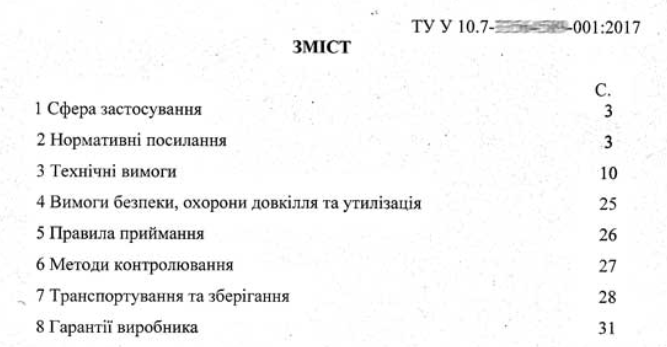 ТУ У 10.7- -001:2017
ЗМІСТ
С.
1 Сфера застосування 3
2 Нормативні посилання 3
3 Технічні вимоги 10
4 Вимоги безпеки, охорони довкілля та утилізація 25
5 Правила приймання 26
6 Методи контролювання 27
7 Транспортування та зберігання 28
8 Гарантії виробника 31